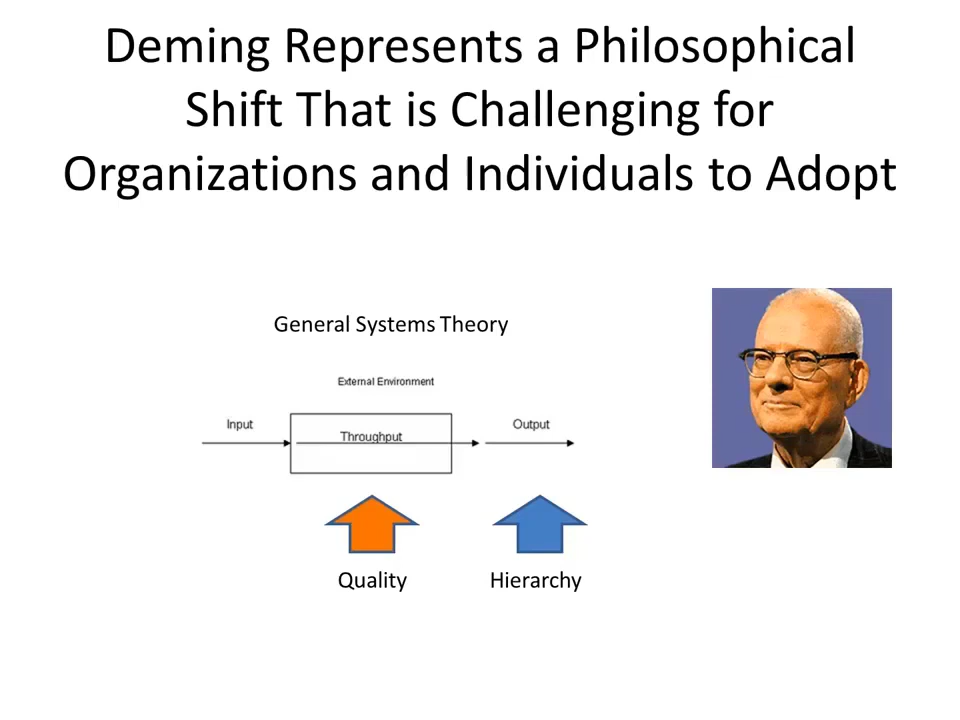 Deming Represents a Philosophical
Shift That is Challenging for
Organizations and Individuals to Adopt
General Systems Theory
External Environment
Input
Throughput
Output
Quality
Hierarchy